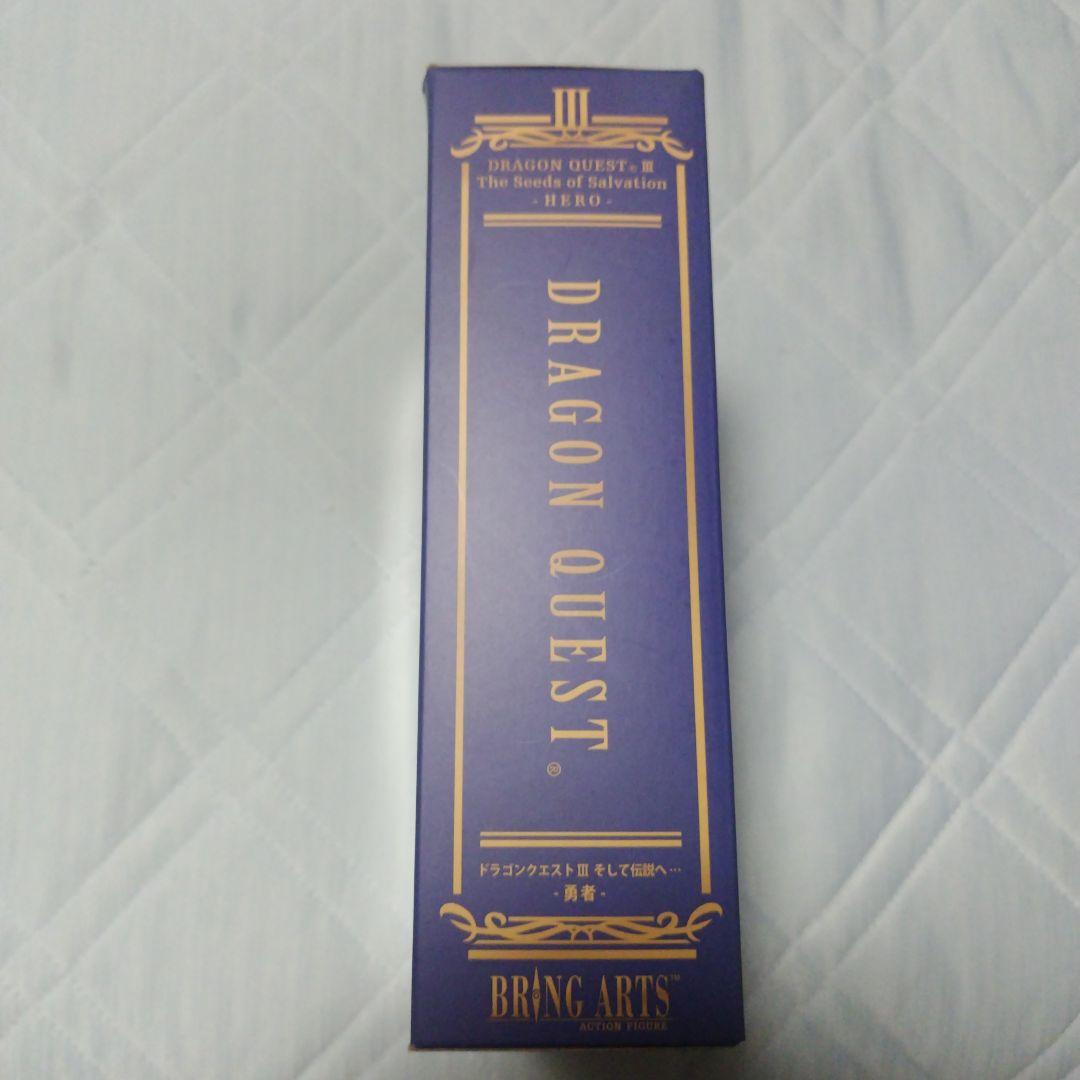 III
DRAGON QUEST® III
The Seeds of Salvation
- HERO -
DRAGON QUEST®
ドラゴンクエストIII そして伝説へ…
- 勇者 -
BRING ARTS™
ACTION FIGURE